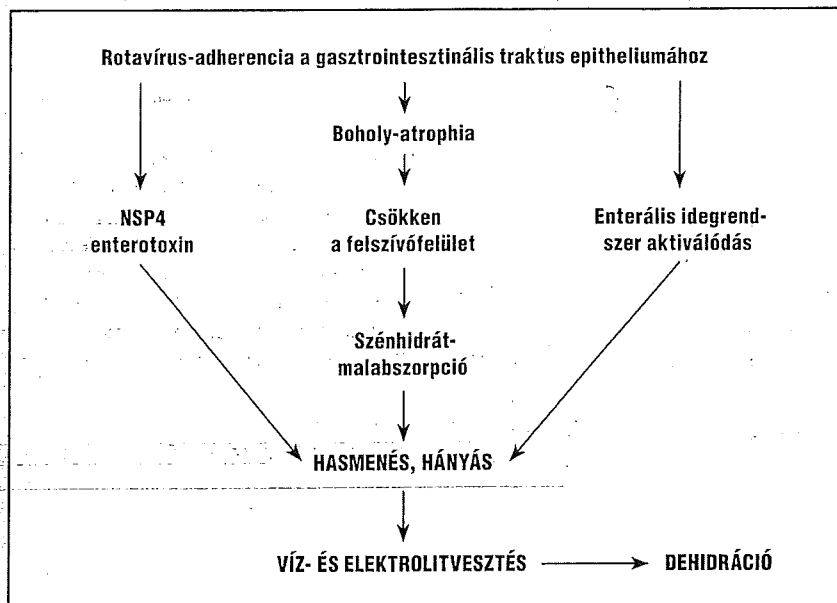 Rotavírus-adherencia a gasztrointesztinális traktus epitheliumához
Boholy-atrophia
NSP4
enterotoxin
Csökken
a felszívófelület
Enterális idegrend-
szer aktiválódás
Szénhidrát-
malabszorpció
HASMENÉS, HÁNYÁS
VÍZ- ÉS ELEKTROLITVESZTÉS
DEHIDRÁCIÓ